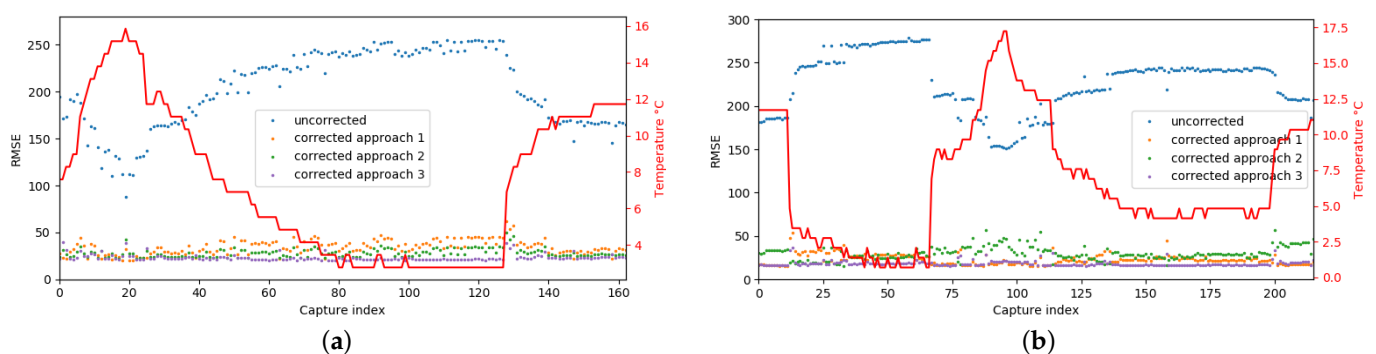 250
200
150
100
50
0
RMSE
0
20
40
60
80
100
120
140
160
Capture index
16
14
12
10
8
6
4
Temperature °C
uncorrected
corrected approach 1
corrected approach 2
corrected approach 3
(a)
300
250
200
150
100
50
0
RMSE
0
25
50
75
100
125
150
175
200
Capture index
17.5
15.0
12.5
10.0
7.5
5.0
2.5
0.0
Temperature °C
uncorrected
corrected approach 1
corrected approach 2
corrected approach 3
(b)